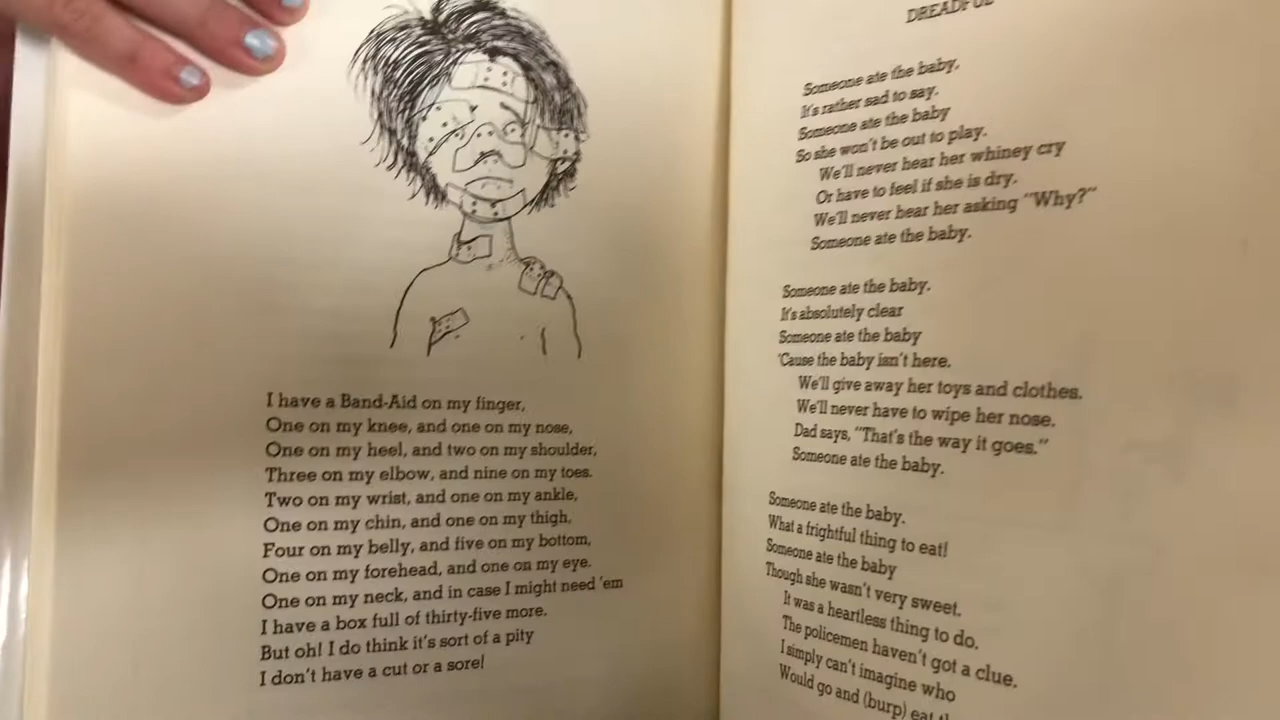 I have a Band-Aid on my finger,
One on my knee, and one on my nose,
One on my heel, and two on my shoulder,
Three on my elbow, and nine on my toes.
Two on my wrist, and one on my ankle,
One on my chin, and one on my thigh,
Four on my belly, and five on my bottom,
One on my forehead, and one on my eye.
One on my neck, and in case I might need 'em
I have a box full of thirty-five more.
But oh! I do think it's sort of a pity
I don't have a cut or a sore!
DREADFUL
Someone ate the baby,
It's rather sad to say.
Someone ate the baby
So she won't be out to play.
We'll never hear her whiney cry
Or have to feel if she is dry.
We'll never hear her asking "Why?"
Someone ate the baby.
Someone ate the baby.
It's absolutely clear
Someone ate the baby
'Cause the baby isn't here.
We'll give away her toys and clothes.
We'll never have to wipe her nose.
Dad says, "That's the way it goes."
Someone ate the baby.
Someone ate the baby.
What a frightful thing to eat!
Someone ate the baby
Though she wasn't very sweet.
It was a heartless thing to do.
The policemen haven't got a clue.
I simply can't imagine who
Would go and (burp) eat